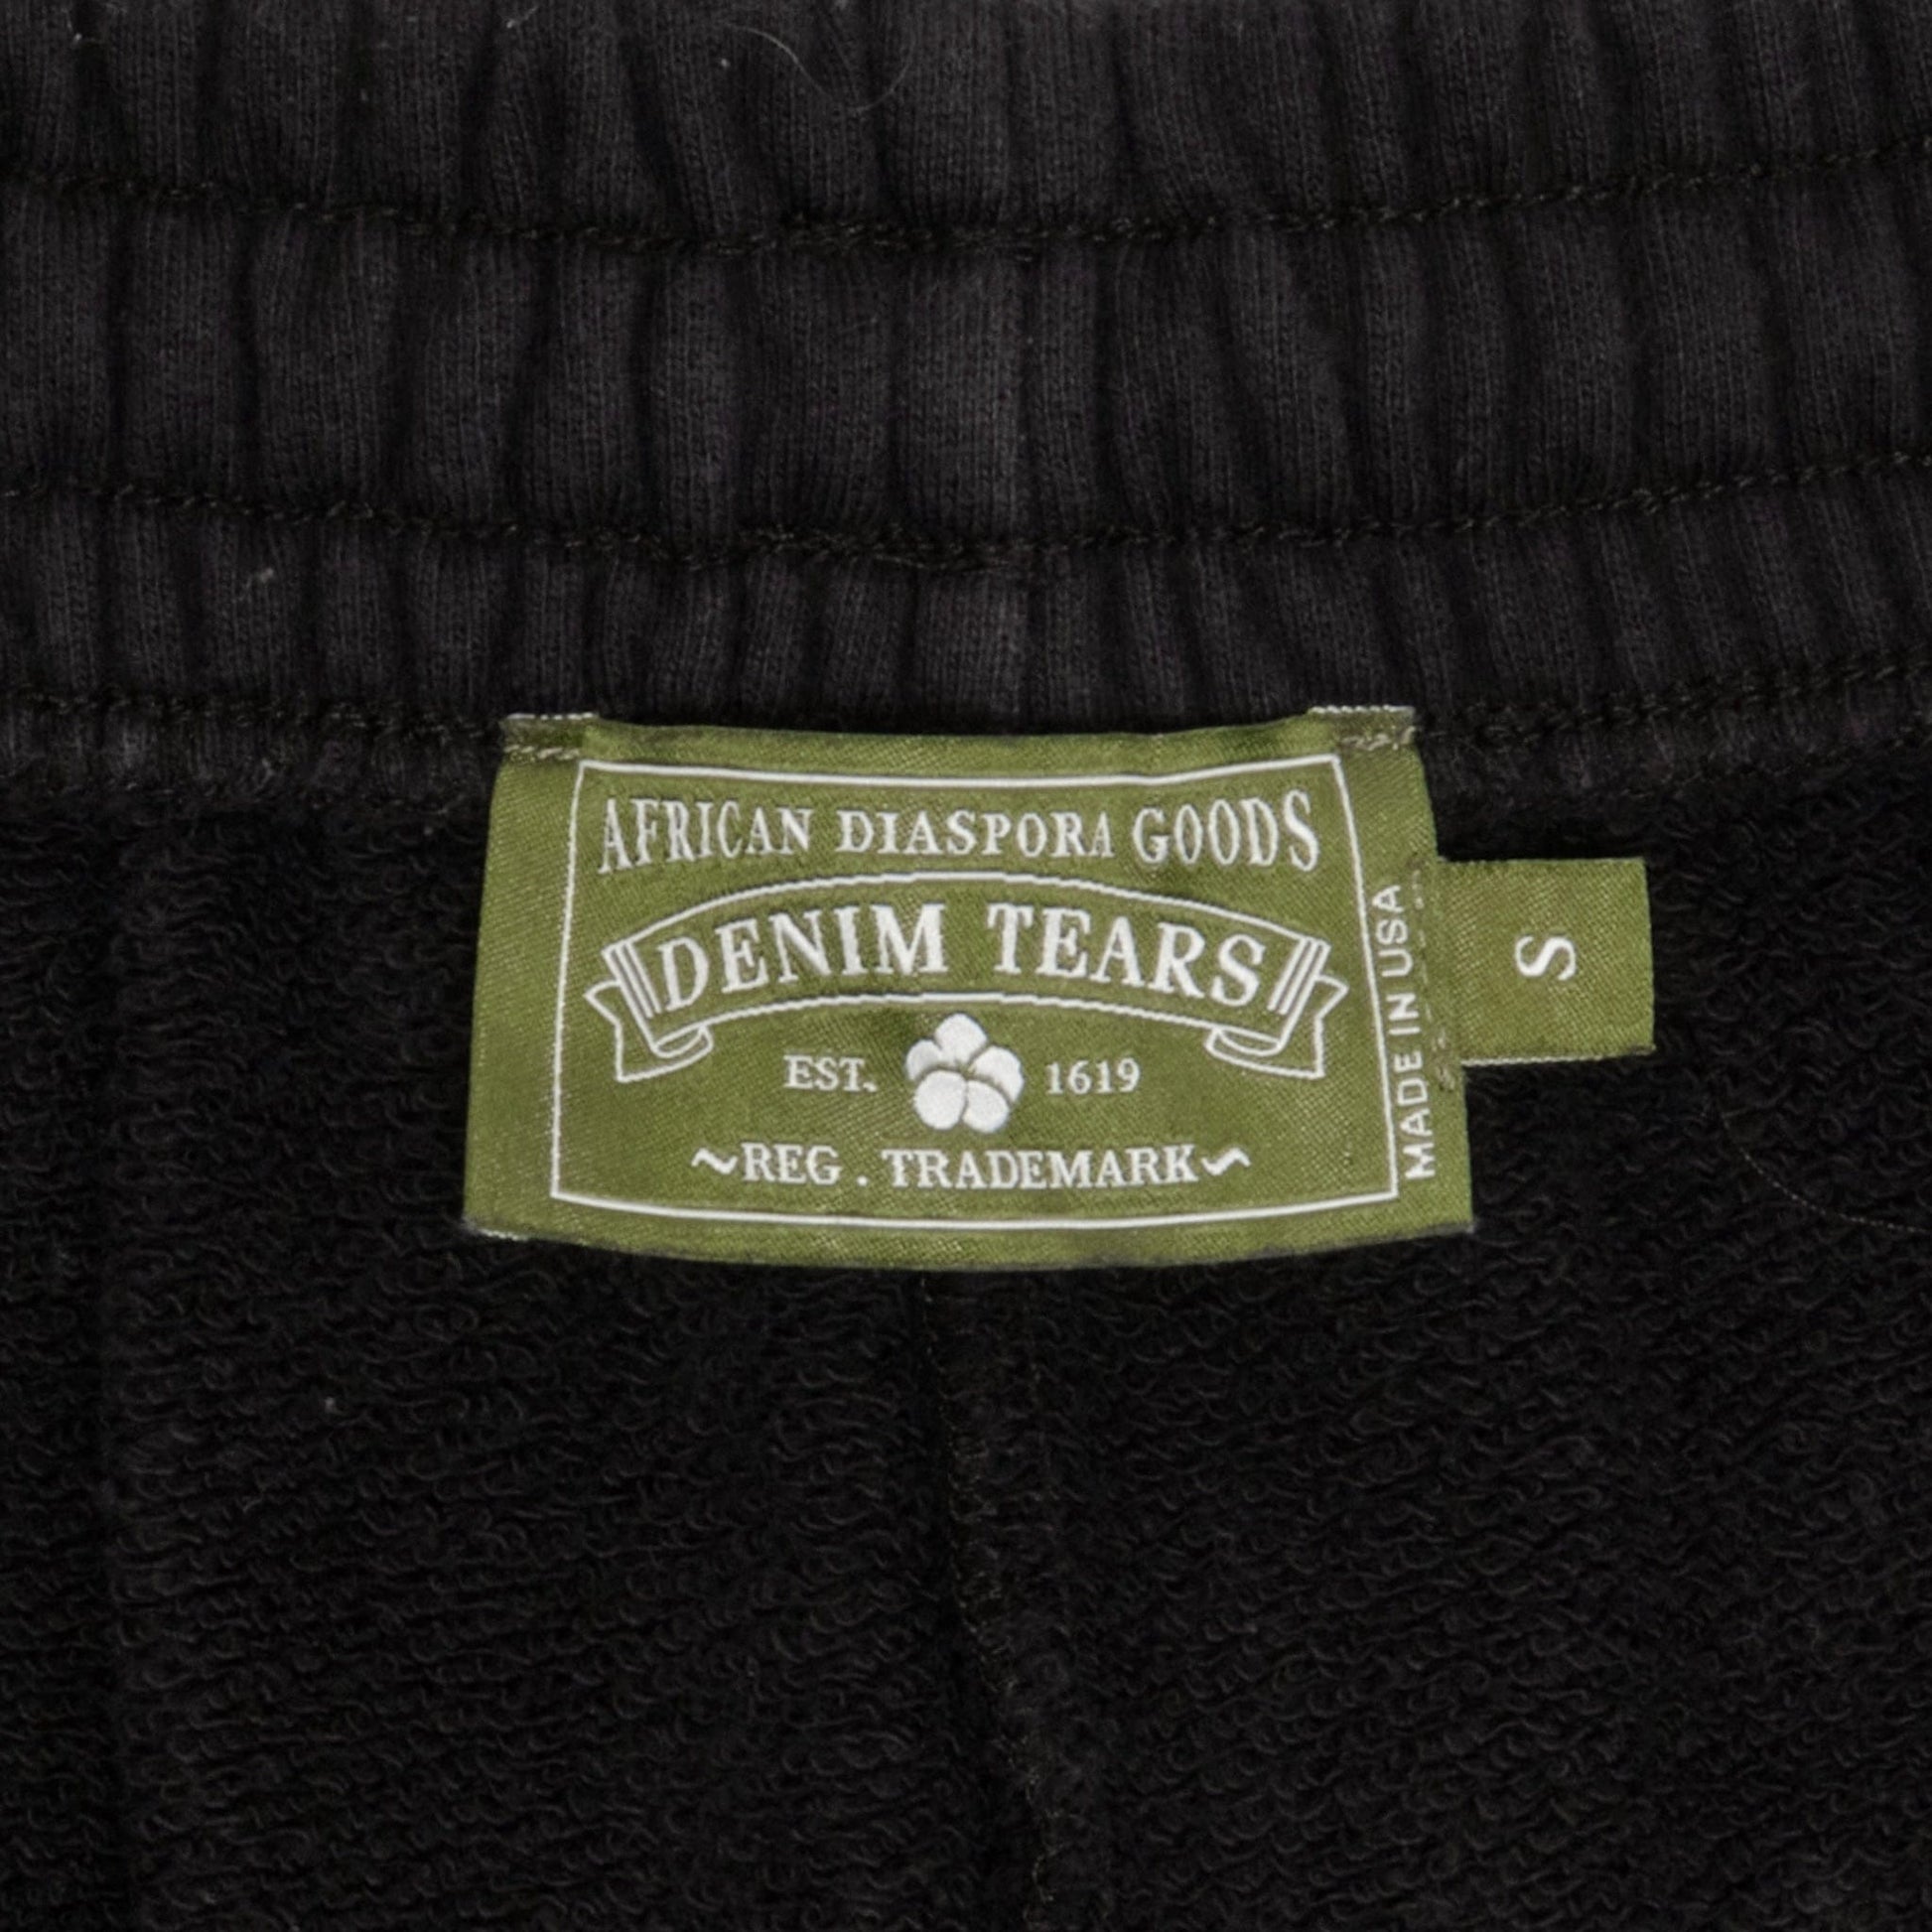 AFRICAN DIASPORA GOODS
DENIM TEARS
EST. 1619
~REG . TRADEMARK~
MADE IN USA
S